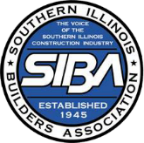 SOUTHERN ILLINOIS
THE VOICE
OF THE
SOUTHERN ILLINOIS
CONSTRUCTION INDUSTRY
SIBA
ESTABLISHED
1945
BUILDERS ASSOCIATION